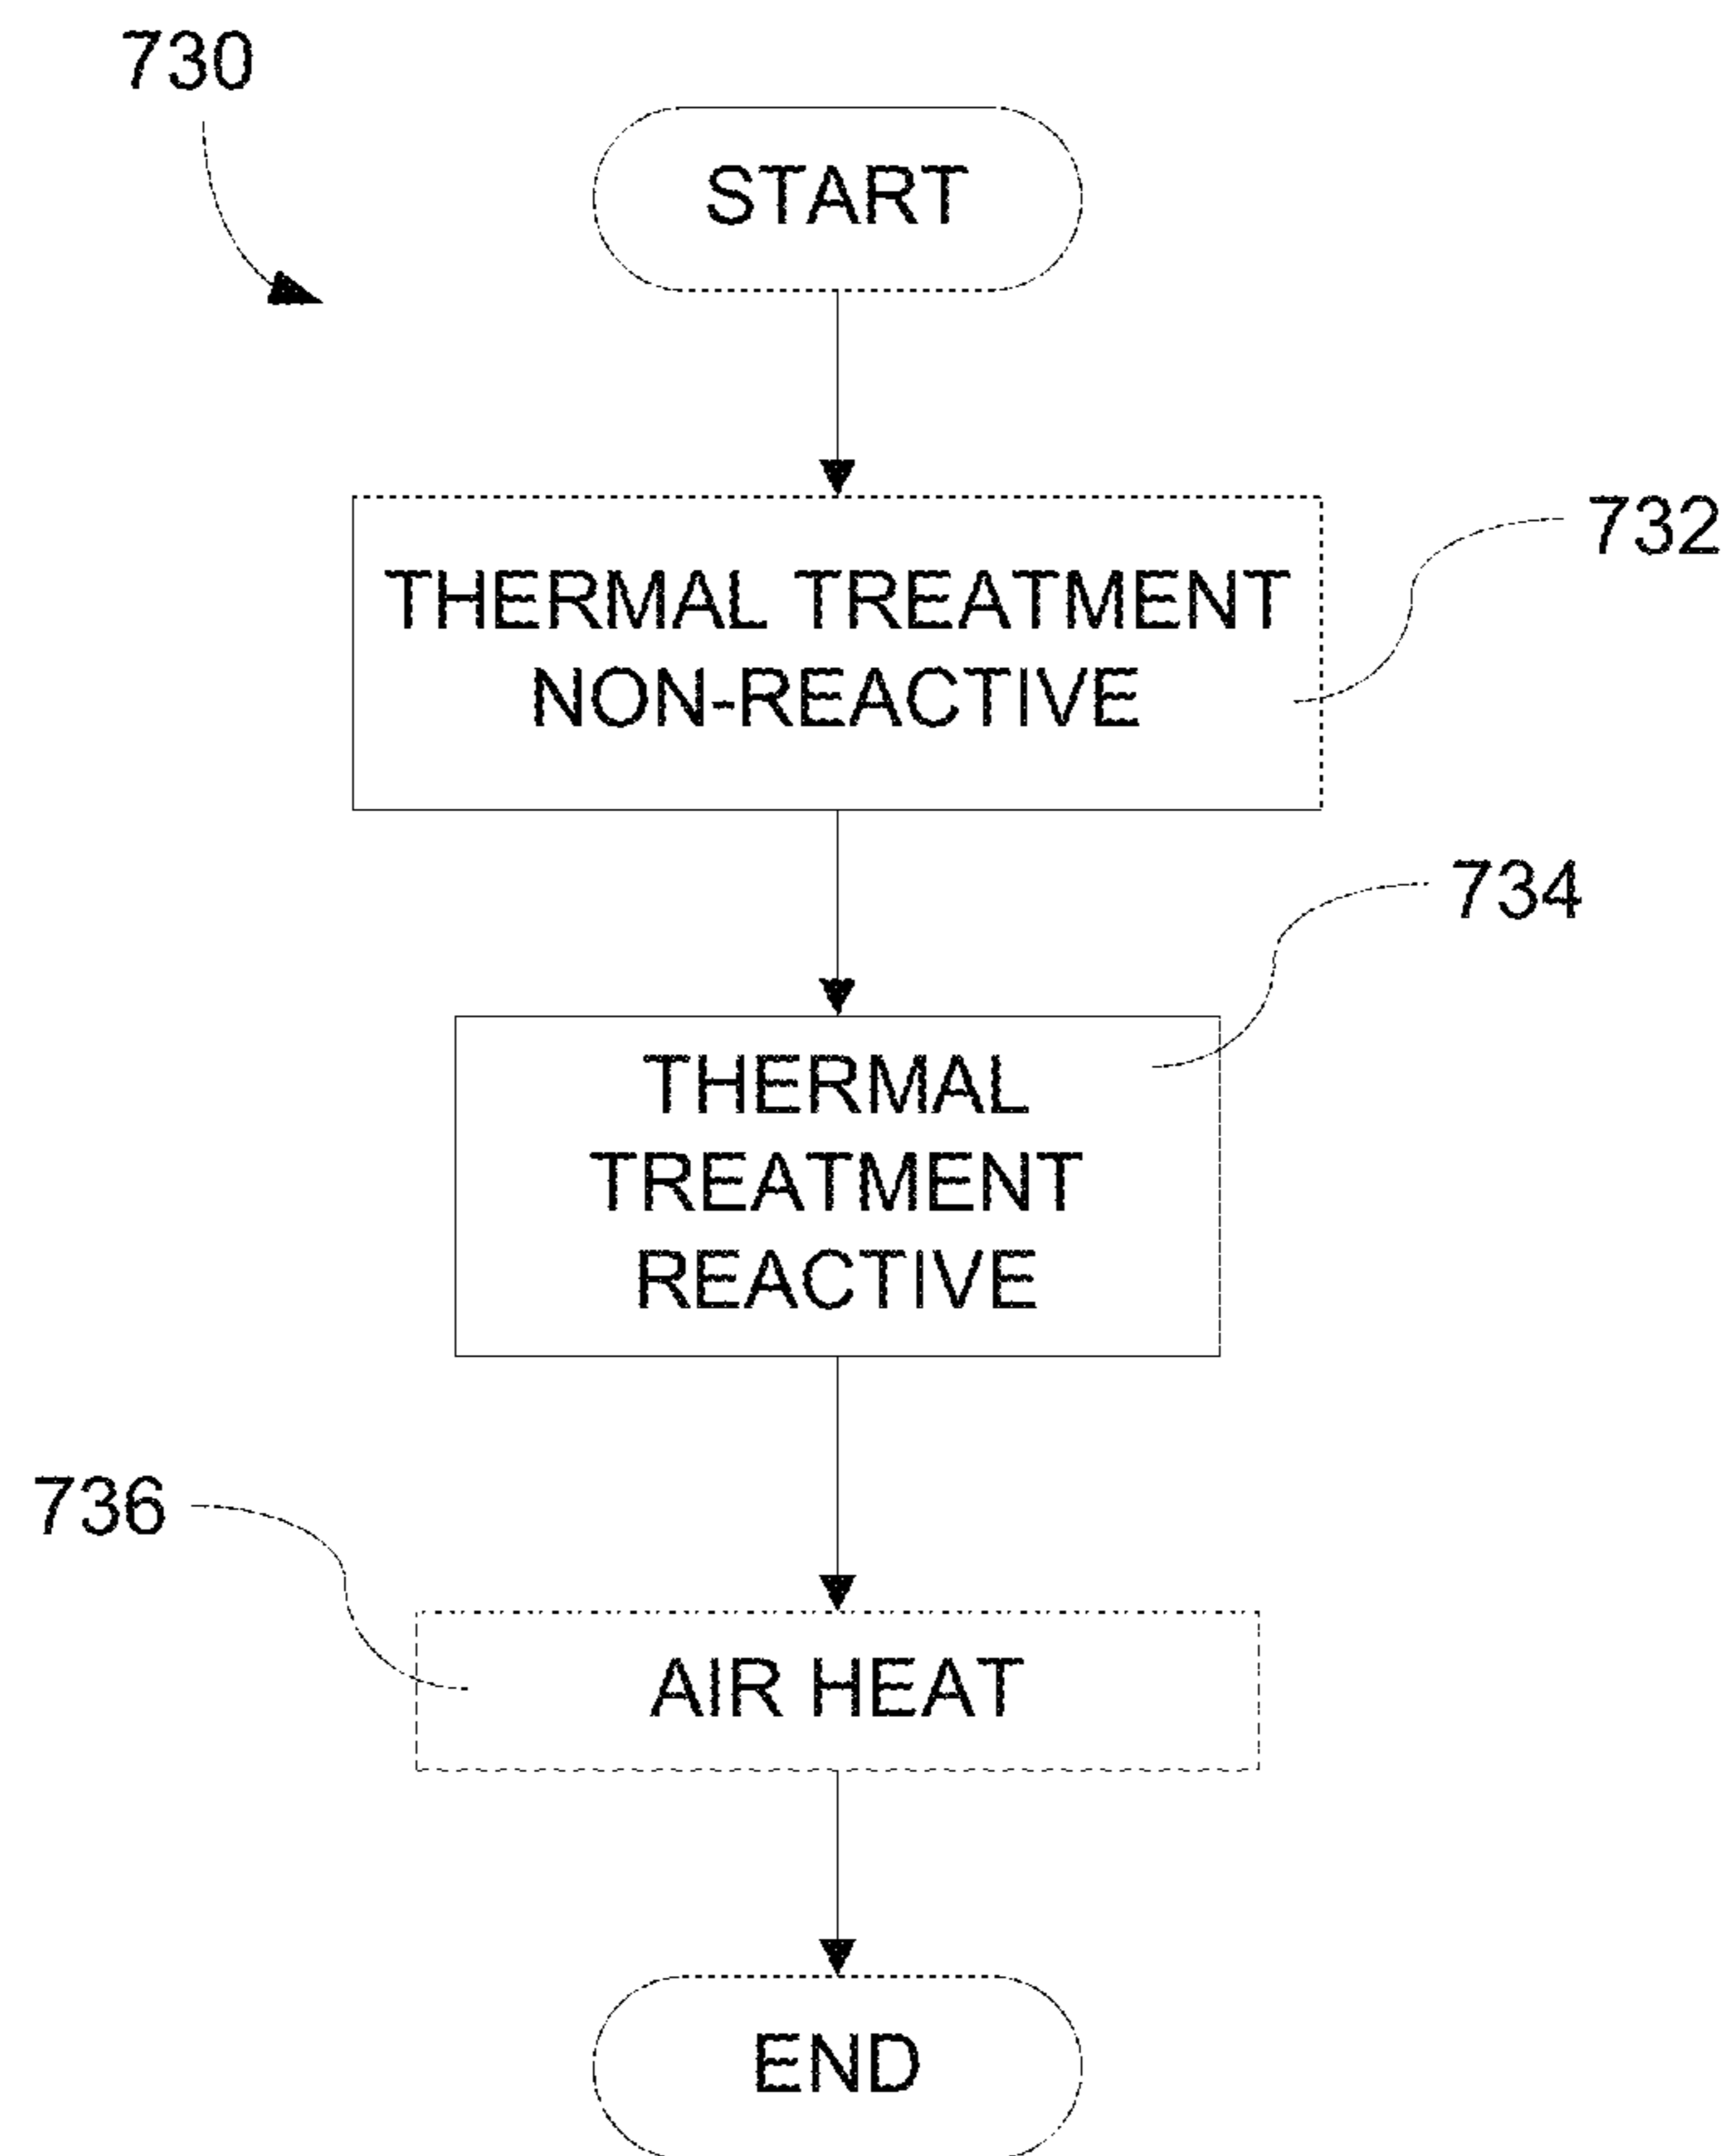 730
START
THERMAL TREATMENT
NON-REACTIVE
732
734
THERMAL
TREATMENT
REACTIVE
736
AIR HEAT
END